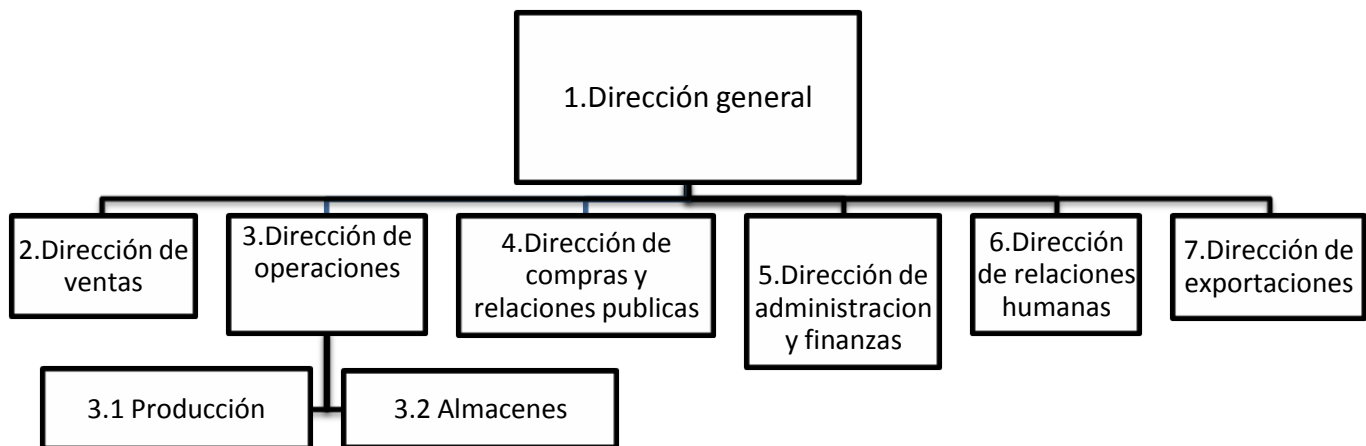 1.Dirección general
2.Dirección de
ventas
3.Dirección de
operaciones
4.Dirección de
compras y
relaciones publicas
5.Dirección de
administracion
y finanzas
6.Dirección
de relaciones
humanas
7.Dirección de
exportaciones
3.1 Producción
3.2 Almacenes